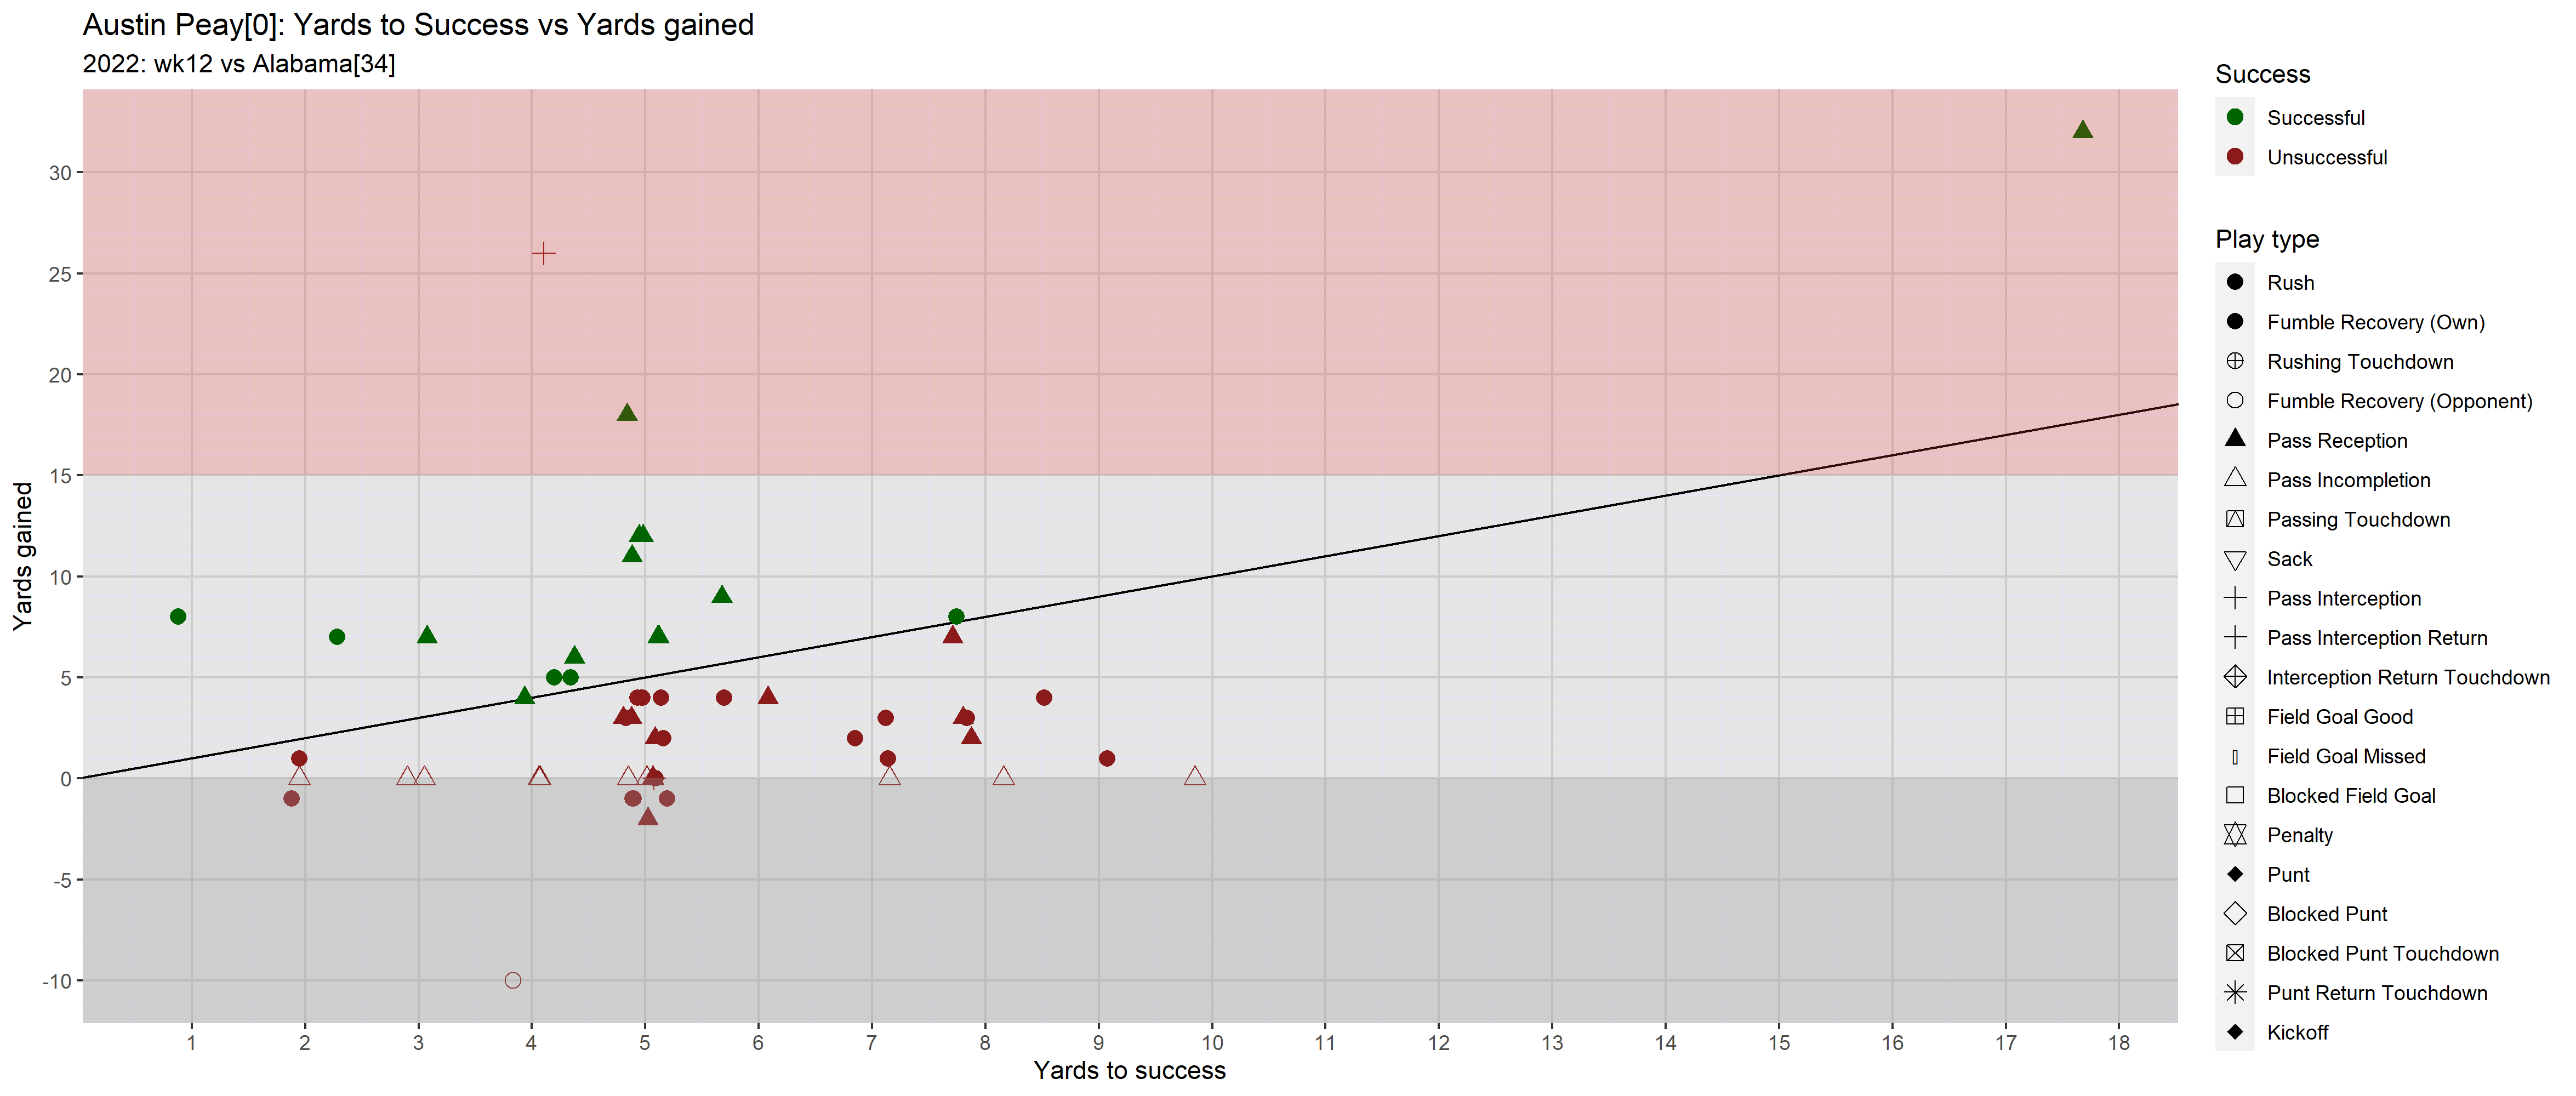 Austin Peay[0]: Yards to Success vs Yards gained
2022: wk12 vs Alabama[34]
Yards gained
30
25
20
15
10
5
0
-5
-10
1 2 3 4 5 6 7 8 9 10 11 12 13 14 15 16 17 18
Yards to success
Success
Successful
Unsuccessful
Play type
Rush
Fumble Recovery (Own)
Rushing Touchdown
Fumble Recovery (Opponent)
Pass Reception
Pass Incompletion
Passing Touchdown
Sack
Pass Interception
Pass Interception Return
Interception Return Touchdown
Field Goal Good
Field Goal Missed
Blocked Field Goal
Penalty
Punt
Blocked Punt
Blocked Punt Touchdown
Punt Return Touchdown
Kickoff